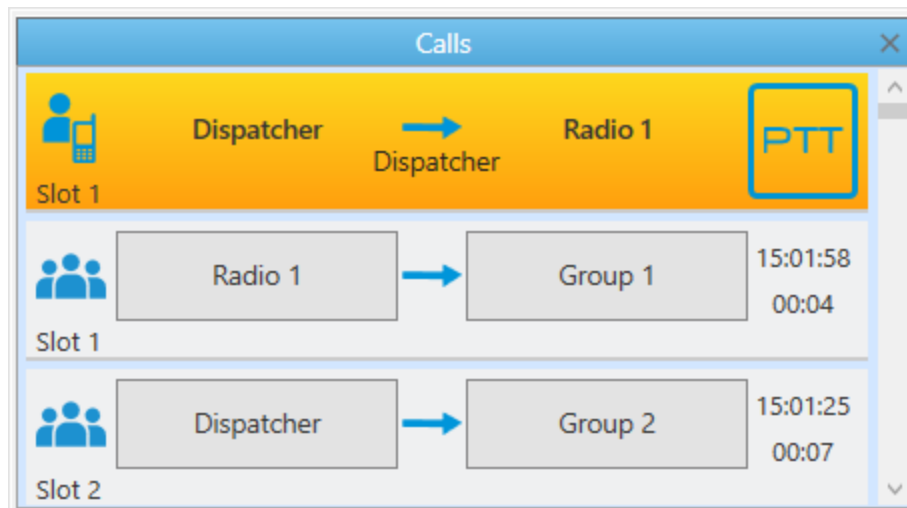 Calls
Dispatcher Radio 1
Dispatcher
PTT
Slot 1
Radio 1 Group 1 15:01:58
00:04
Slot 1
Dispatcher Group 2 15:01:25
00:07
Slot 2